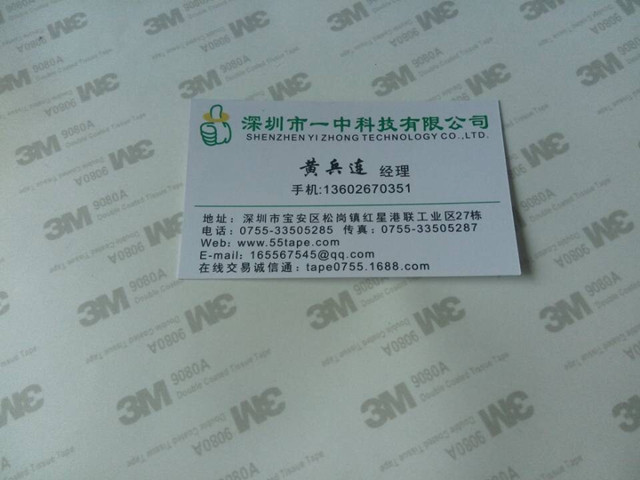 深圳市一中科技有限公司
SHENZHEN YI ZHONG TECHNOLOGY CO.,LTD.
黄兵连 经理
手机:13602670351
地址：深圳市宝安区松岗镇红星港联工业区27栋
电话：0755-33505285 传真：0755-33505287
Web：www.55tape.com
E-mail：165567545@qq.com
在线交易诚信通：tape0755.1688.com
3M 9080A
Double Coated Tissue Tape